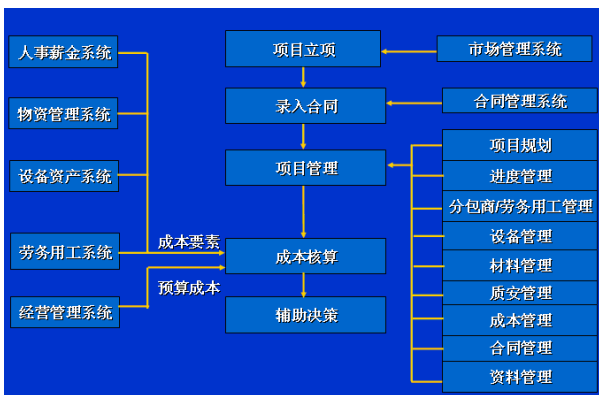 人事薪金系统
物资管理系统
设备资产系统
劳务用工系统
经营管理系统
成本要素
预算成本
项目立项
录入合同
项目管理
成本核算
辅助决策
市场管理系统
合同管理系统
项目规划
进度管理
分包商/劳务用工管理
设备管理
材料管理
质安管理
成本管理
合同管理
资料管理